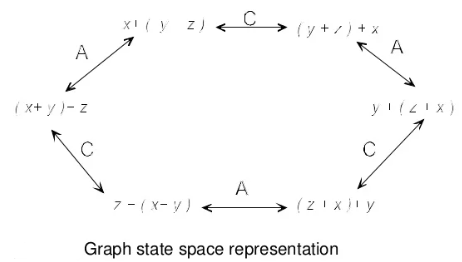 x+( y z) C (y+z)+x
A A
(x+y)-z y+(z+x)
C C
z-(x-y) A (z+x)+y
Graph state space representation